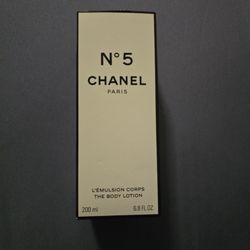 N°5
CHANEL
PARIS
L'ÉMULSION CORPS
THE BODY LOTION
200 ml 6.8 FL.OZ.